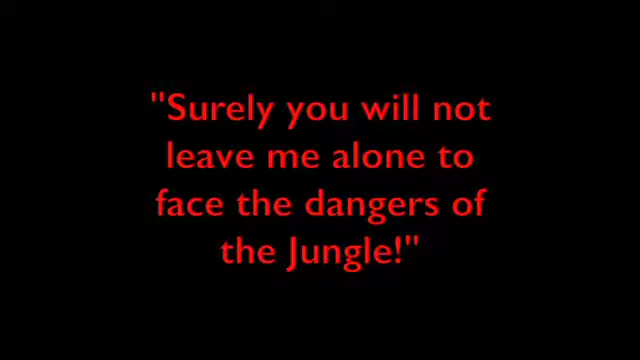 "Surely you will not
leave me alone to
face the dangers of
the Jungle!"